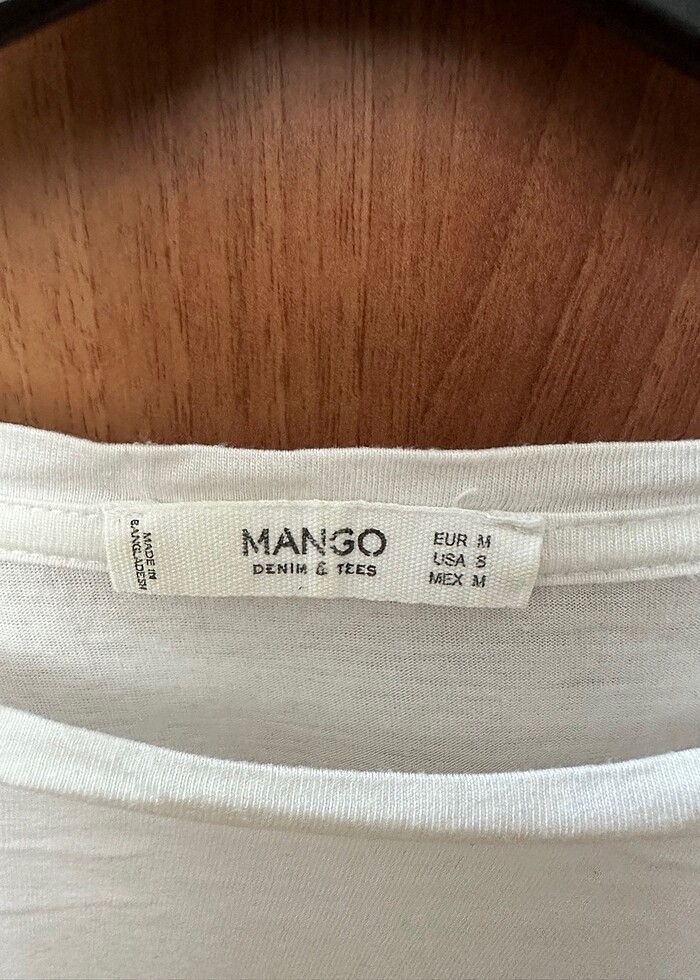 MADE IN
BANGLADESH
MANGO
DENIM & TEES
EUR M
USA S
MEX M